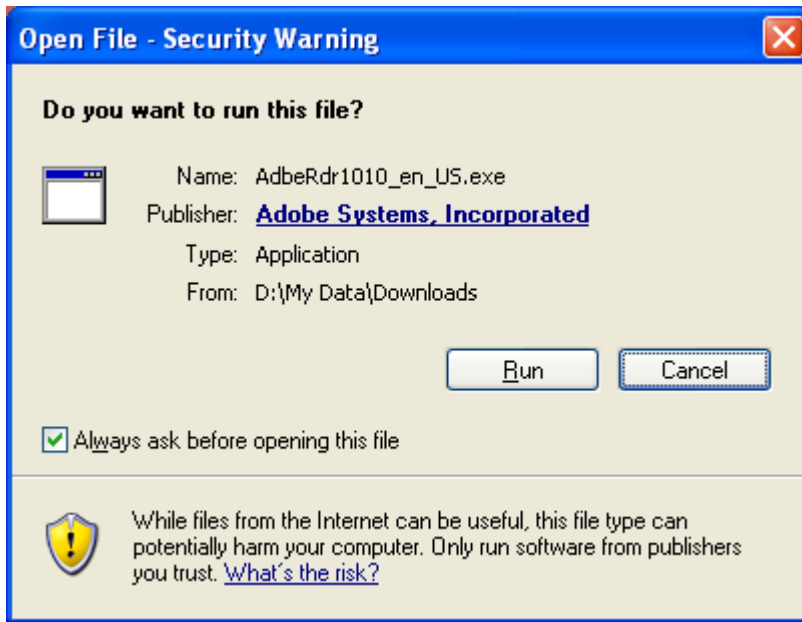 Open File - Security Warning
Do you want to run this file?
Name: AdbeRdr1010_en_US.exe
Publisher: Adobe Systems, Incorporated
Type: Application
From: D:\My Data\Downloads
Run Cancel
Always ask before opening this file
While files from the Internet can be useful, this file type can
potentially harm your computer. Only run software from publishers
you trust. What's the risk?